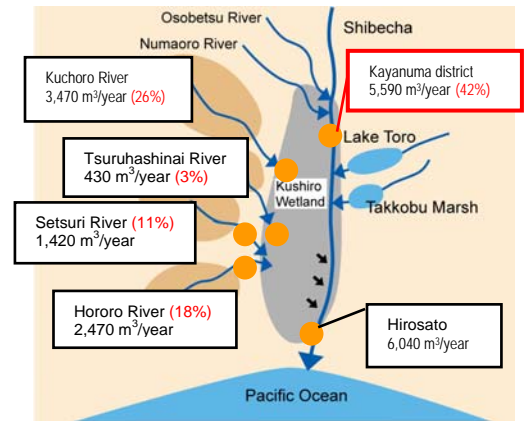 Osobetsu River
Shibecha
Numaoro River
Kuchoro River
3,470 m³/year (26%)
Kayanuma district
5,590 m³/year (42%)
Lake Toro
Tsuruhashinai River
430 m³/year (3%)
Kushiro
Wetland
Takkobu Marsh
Setsuri River (11%)
1,420 m³/year
Hororo River (18%)
2,470 m³/year
Hirosato
6,040 m³/year
Pacific Ocean